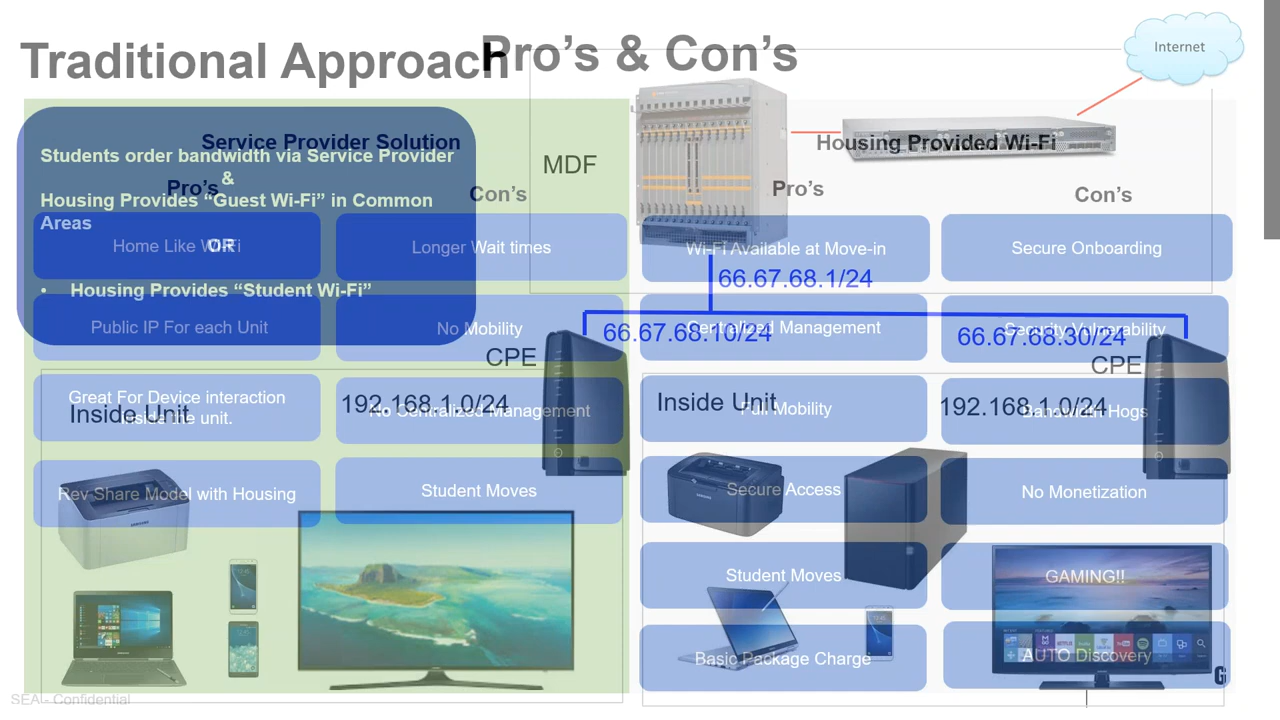 Traditional Approach
Pro’s & Con’s
Internet
Service Provider Solution
Housing Provided Wi-Fi
Students order bandwidth via Service Provider
&
Housing Provides “Guest Wi-Fi” in Common
Areas
OR
• Housing Provides “Student Wi-Fi”
MDF
Pro’s
Con’s
Pro’s
Con’s
Home Like Wi-Fi
Longer Wait times
Wi-Fi Available at Move-in
Secure Onboarding
66.67.68.1/24
Public IP For each Unit
No Mobility
Centralized Management
Security Vulnerability
66.67.68.10/24
66.67.68.30/24
CPE
CPE
Great For Device interaction
inside the unit.
No Centralized Management
Full Mobility
Bandwidth Hogs
Inside Unit
192.168.1.0/24
Inside Unit
192.168.1.0/24
Rev Share Model with Housing
Student Moves
Secure Access
No Monetization
SAMSUNG
Student Moves
GAMING!!
Basic Package Charge
AUTO Discovery
NETFLIX
G
SEA - Confidential